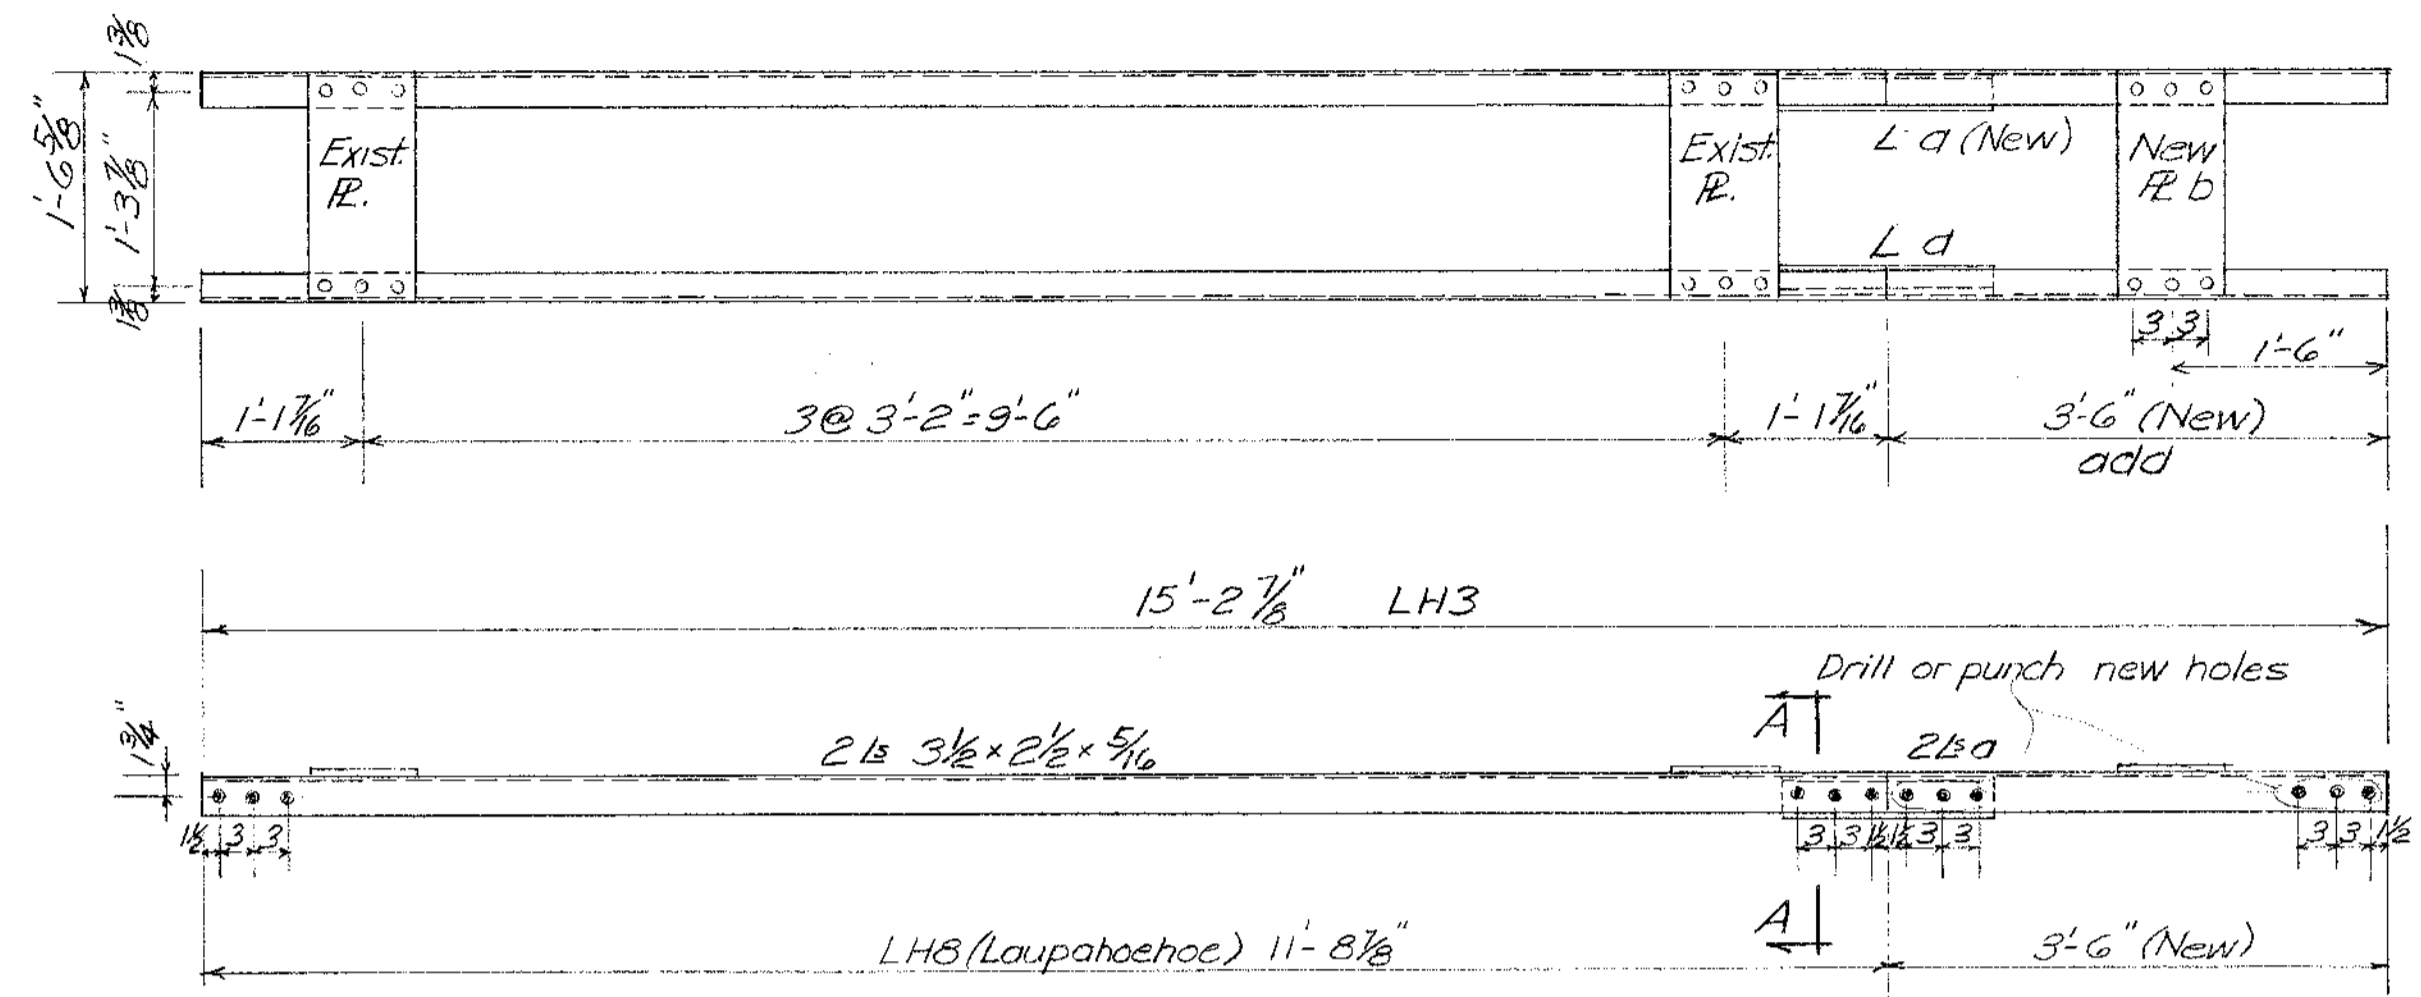 1 3/8
1'-6 5/8"
1'-3 7/8"
1 3/8
Exist.
PL.
Exist.
PL.
L a (New)
L a
New
PL b
3 3
1'-6"
1'-1 7/16"
3@ 3'-2"=9'-6"
1'-1 7/16"
3'-6" (New)
add
15'-2 7/8" LH3
Drill or punch new holes
1 3/4"
2 Ls 3 1/2 x 2 1/2 x 5/16
A
2 Ls a
1 1/2 3 3
3 3 1 1/2 1 1/2 3 3
3 3 1 1/2
A
LH8 (Laupahoehoe) 11'-8 7/8"
3'-6" (New)